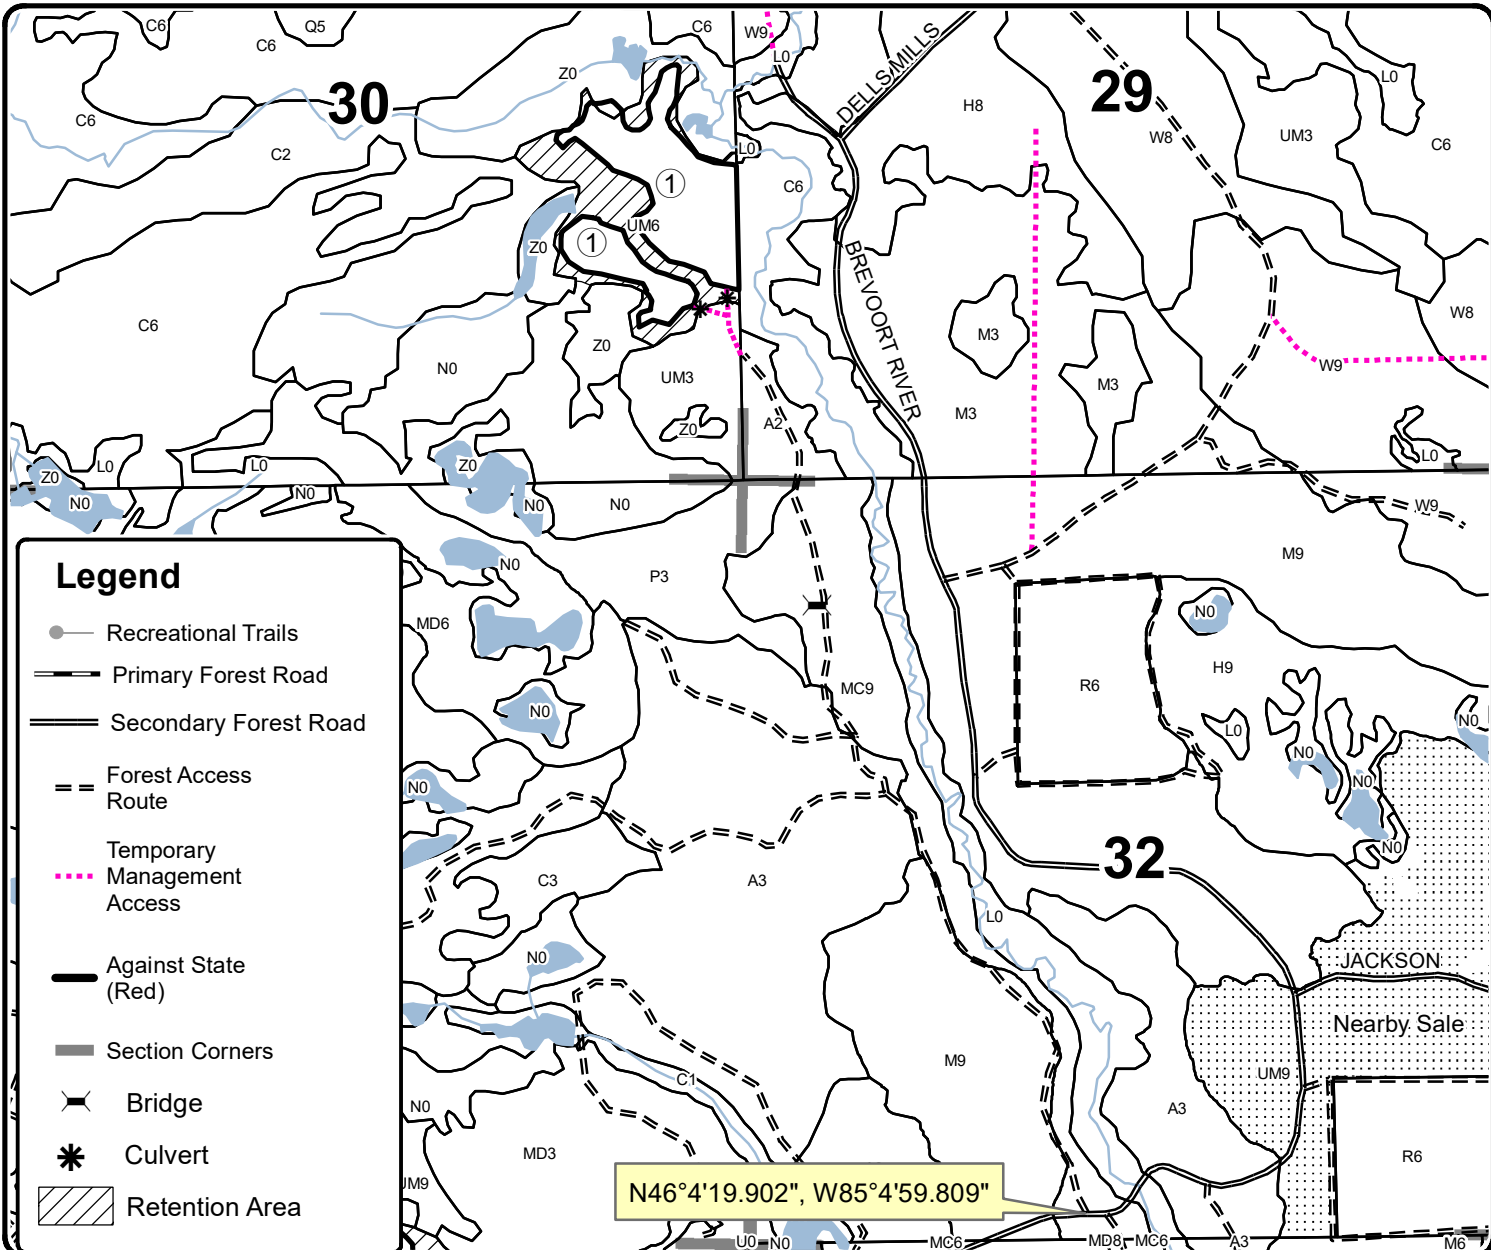 C6
Q5
C6
C6
W9
L0
DELLS MILLS
Z0
30
29
H8
W8
UM3
L0
C6
C6
C2
L0
1
C6
UM6
1
Z0
BREVOORT RIVER
C6
M3
W8
Z0
N0
UM3
M3
W9
M3
A2
Z0
L0
L0
Z0
L0
Z0
N0
N0
N0
N0
W9
M9
P3
N0
N0
MD6
H9
R6
MC9
N0
L0
N0
N0
N0
N0
N0
32
C3
A3
L0
N0
JACKSON
Nearby Sale
M9
UM9
C1
A3
N0
MD3
R6
UM9
N46°4'19.902", W85°4'59.809"
U0
N0
MC6
MD8
MC6
A3
M6
Legend
Recreational Trails
Primary Forest Road
Secondary Forest Road
Forest Access
Route
Temporary
Management
Access
Against State
(Red)
Section Corners
Bridge
Culvert
Retention Area